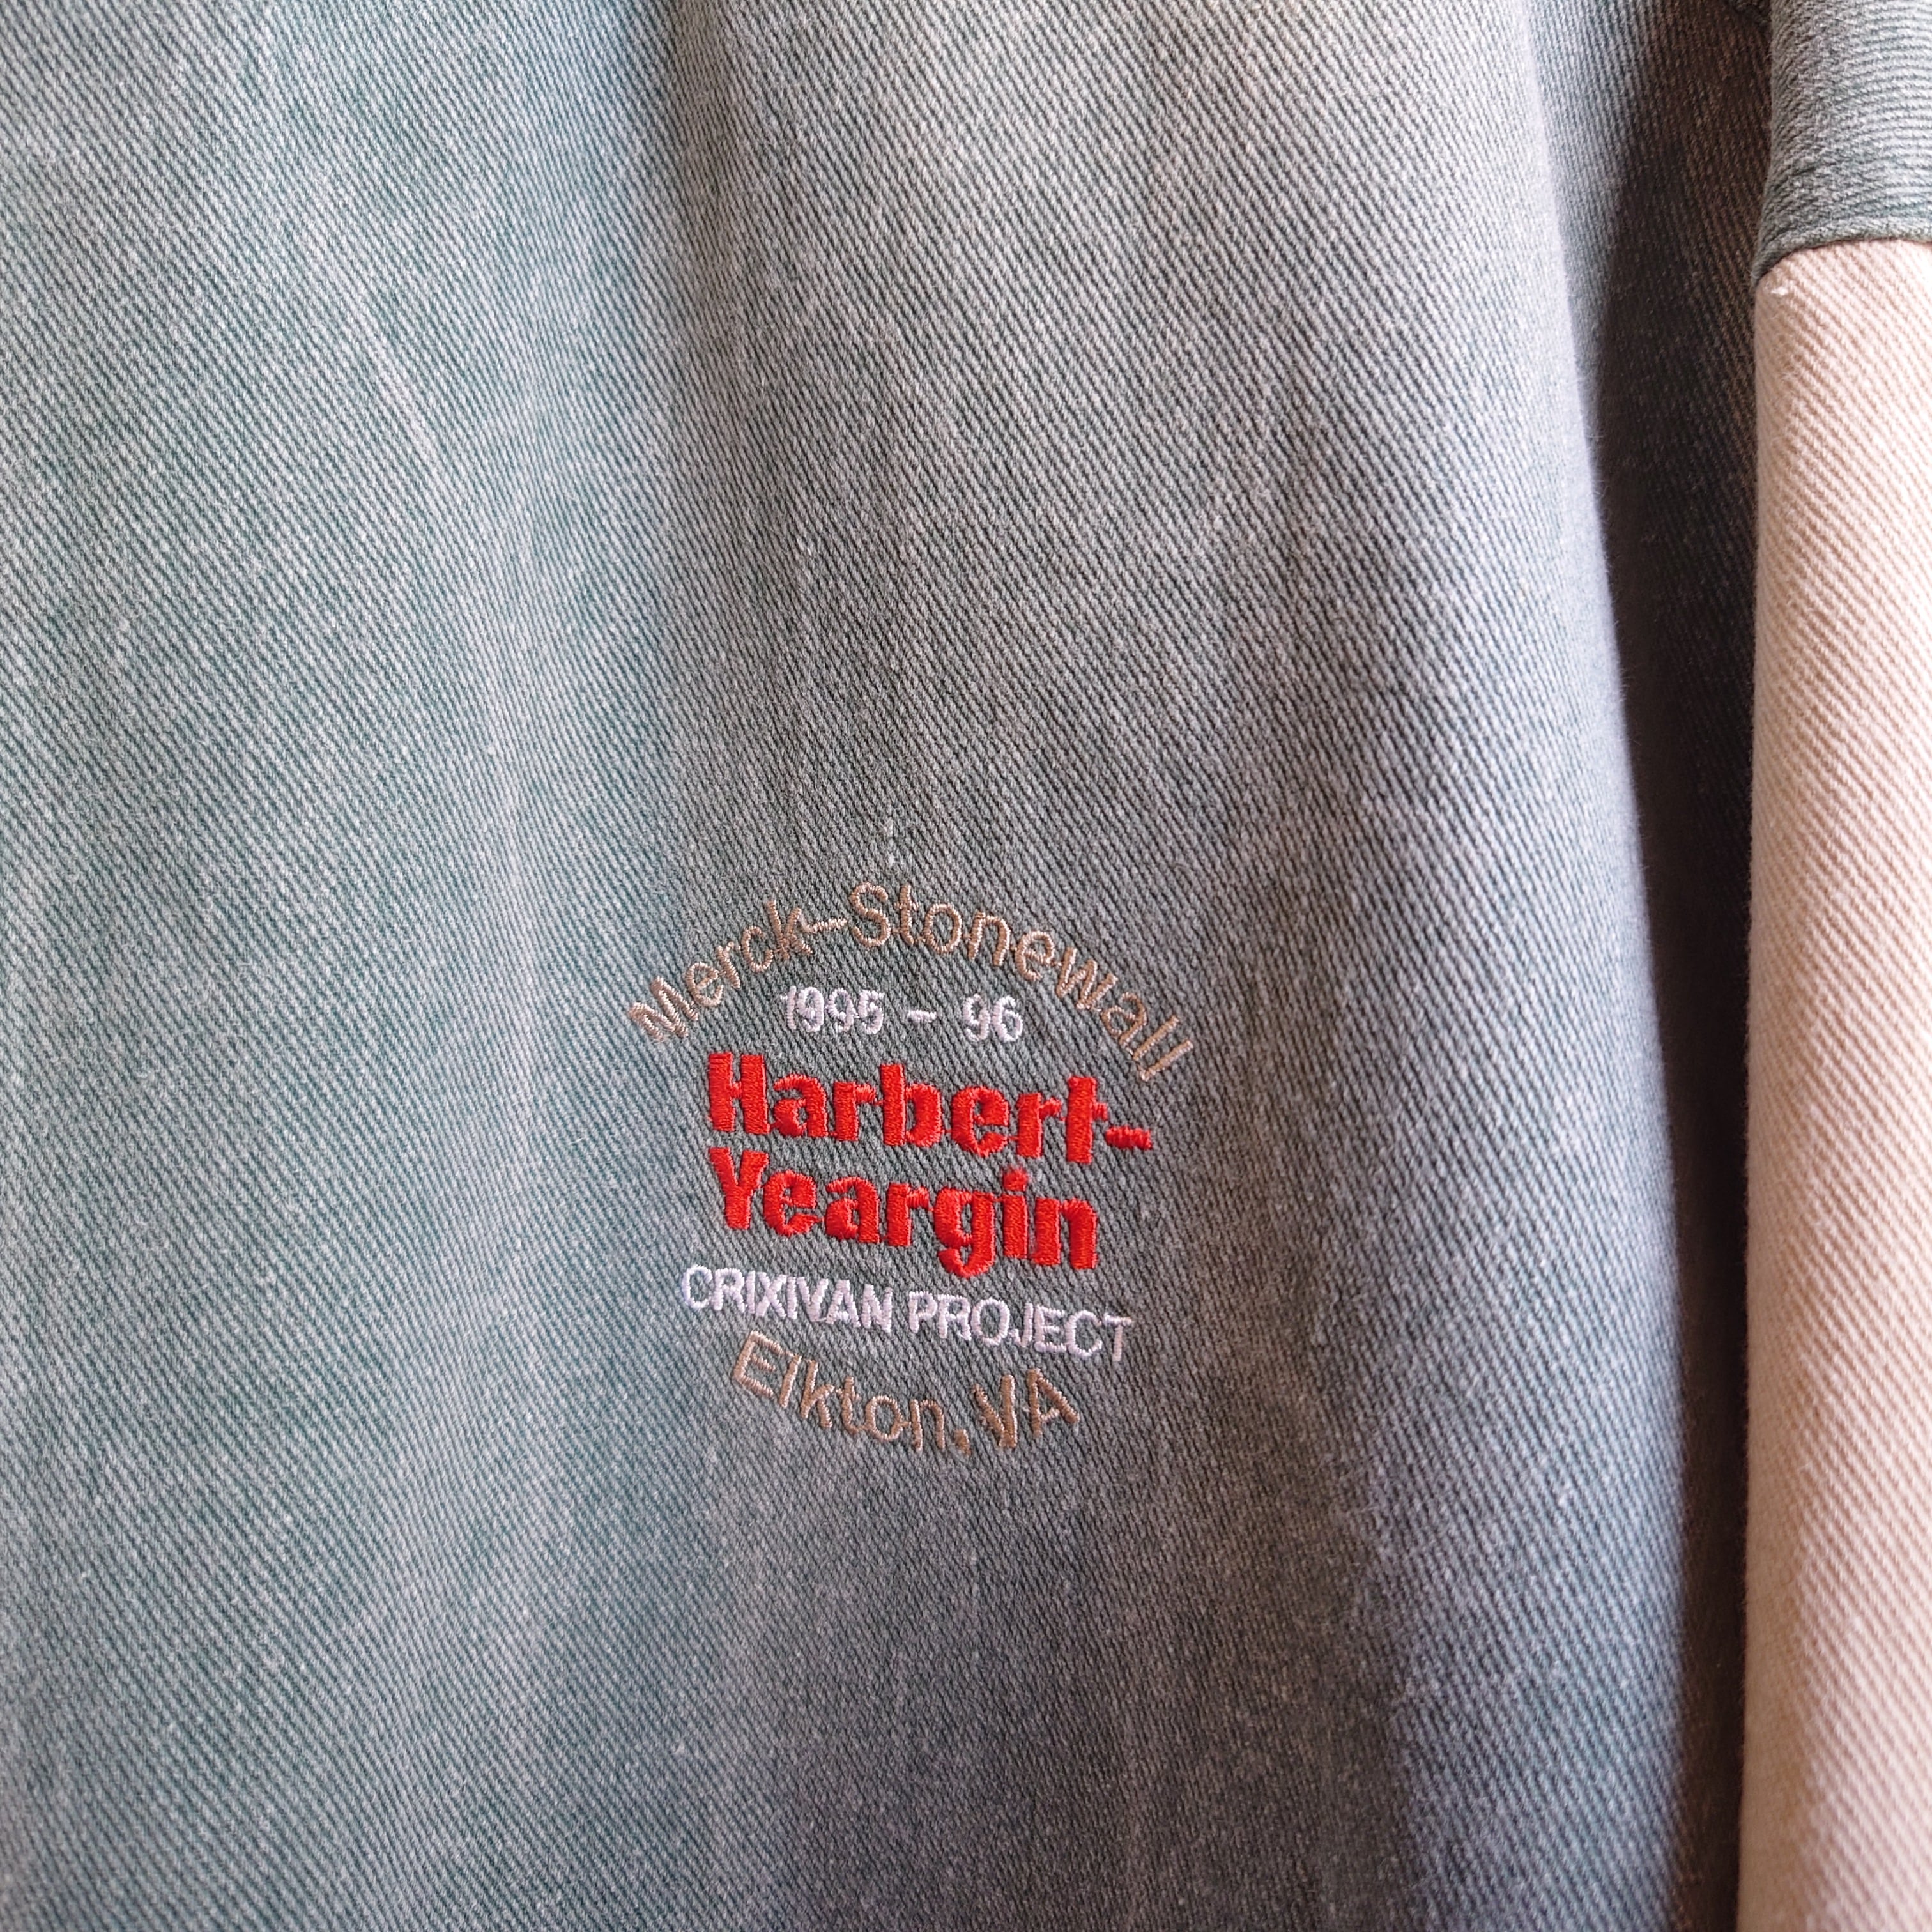 Merck-Stonewall
1995 - 96
Harbert-
Yeargin
CRIXIVAN PROJECT
Elkton, VA